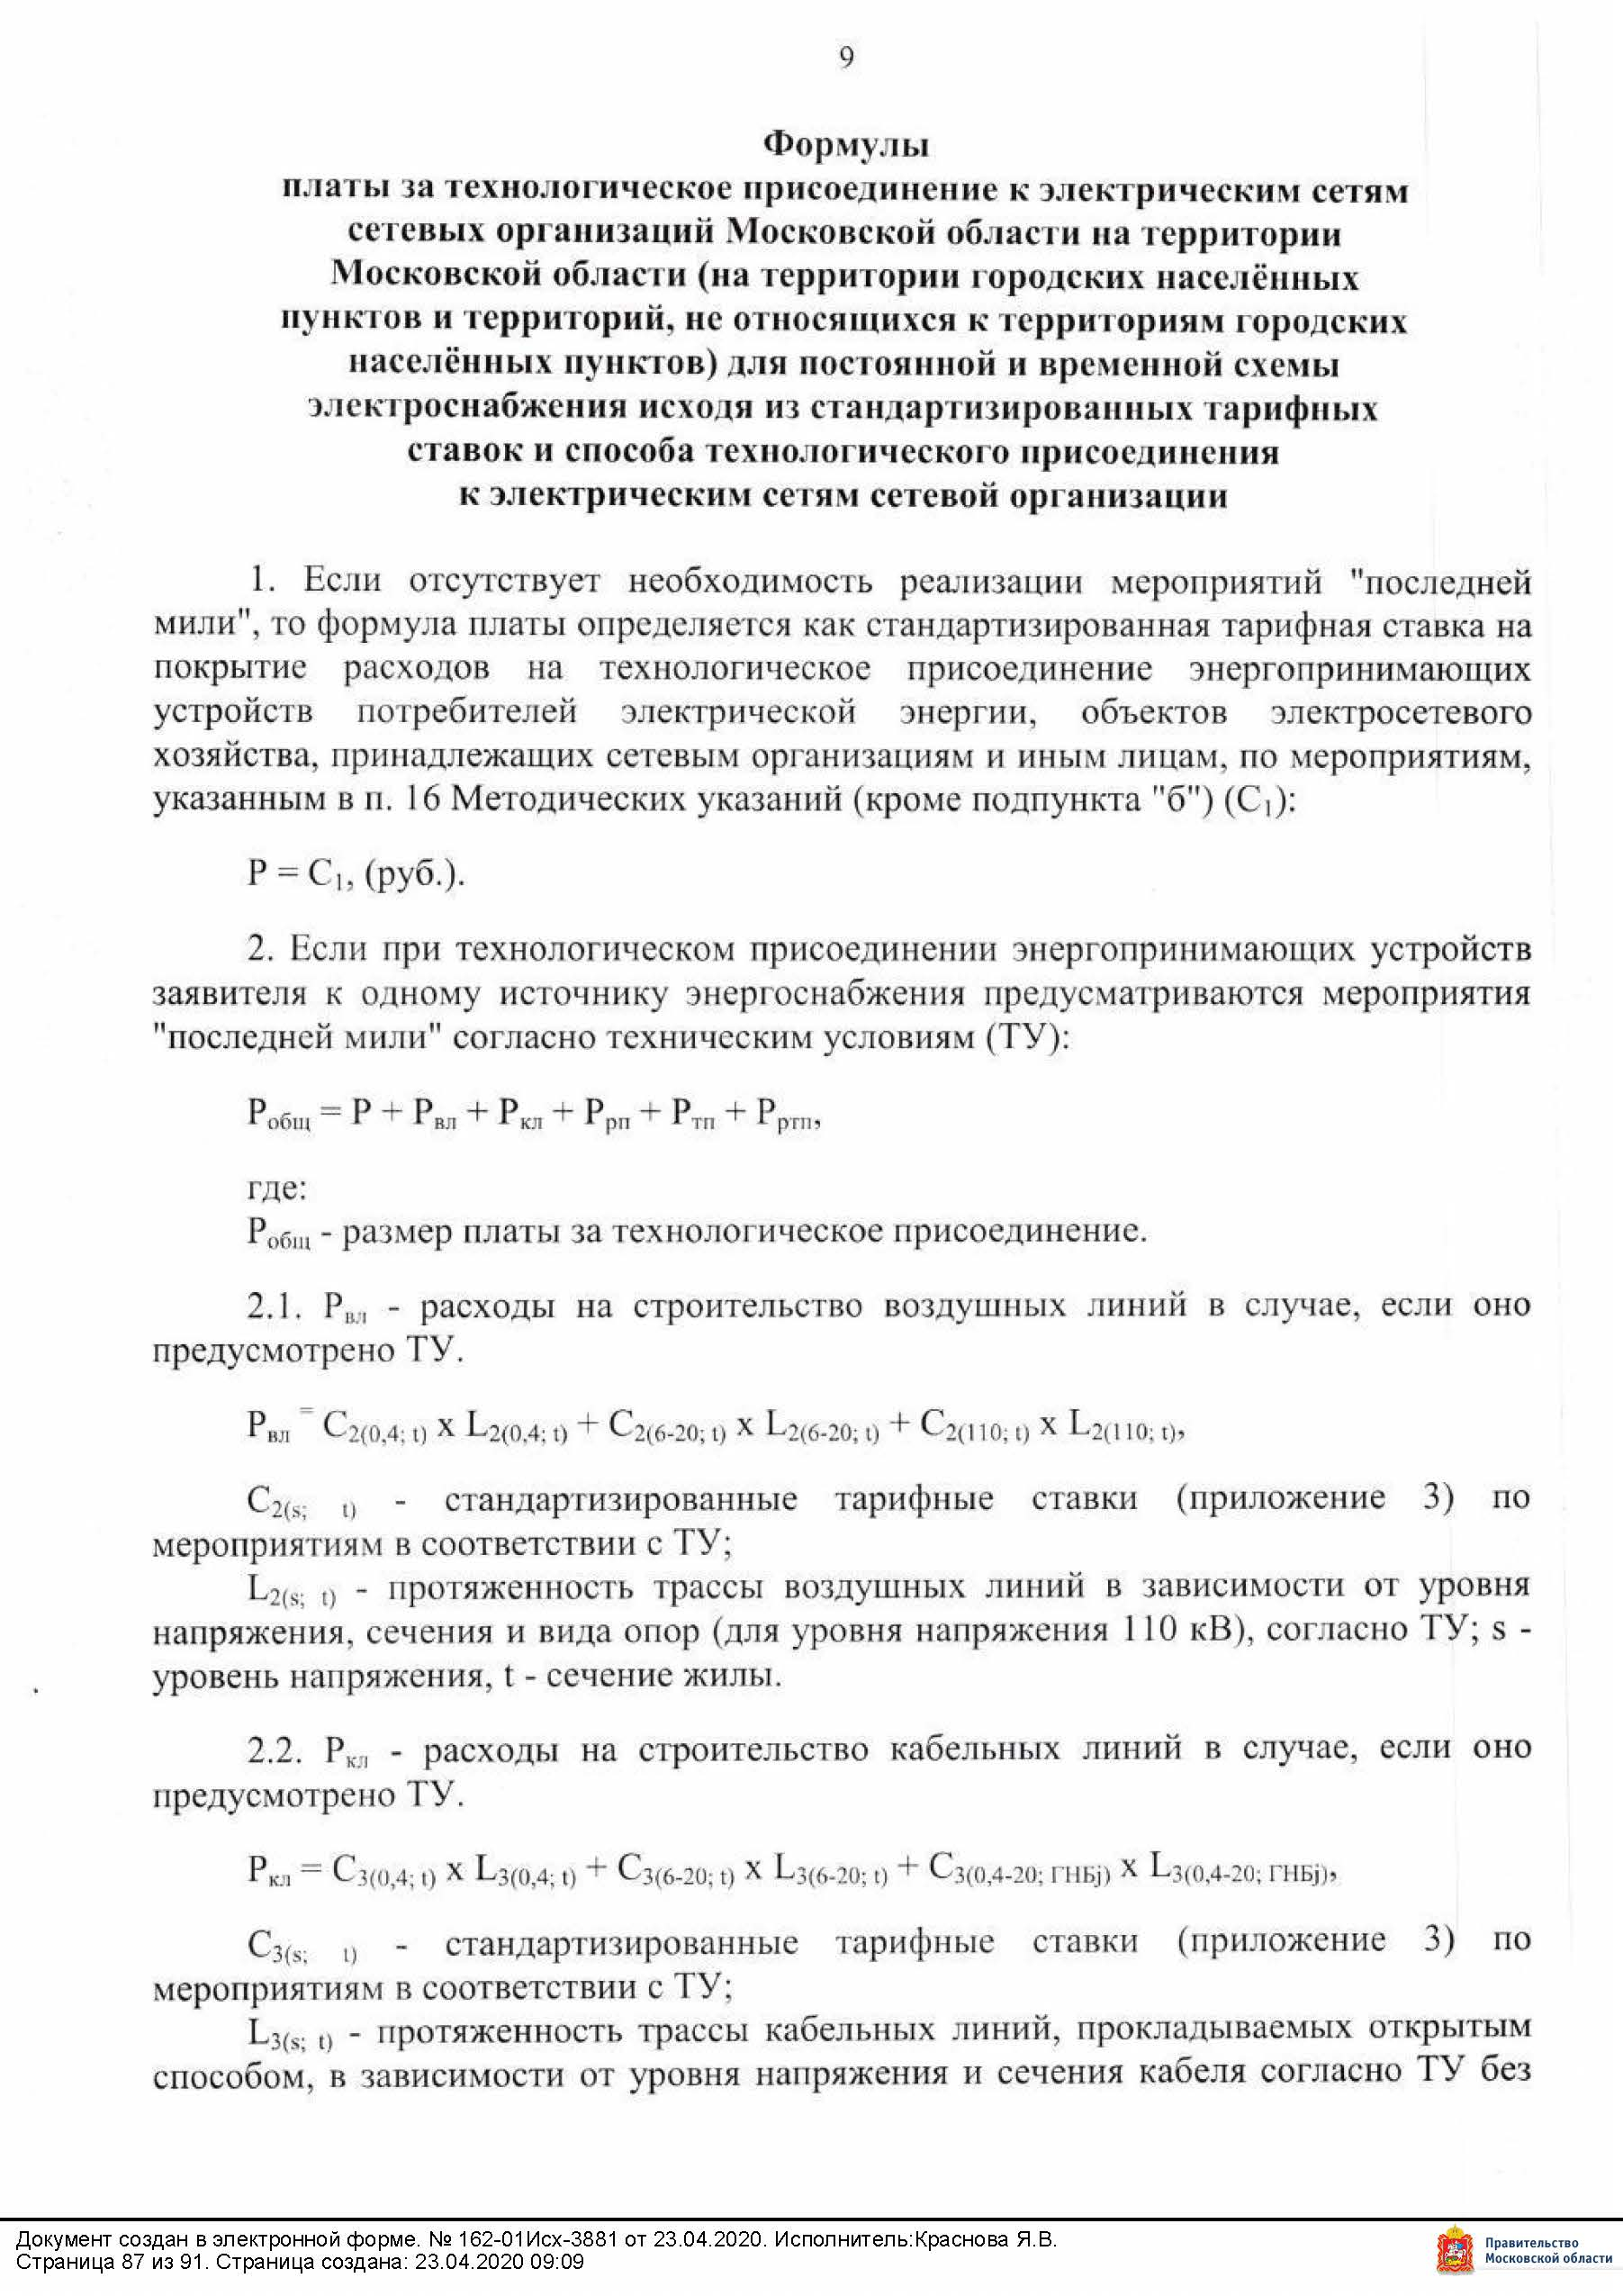 9
Формулы
платы за технологическое присоединение к электрическим сетям
сетевых организаций Московской области на территории
Московской области (на территории городских населённых
пунктов и территорий, не относящихся к территориям городских
населённых пунктов) для постоянной и временной схемы
электроснабжения исходя из стандартизированных тарифных
ставок и способа технологического присоединения
к электрическим сетям сетевой организации
1. Если отсутствует необходимость реализации мероприятий "последней
мили", то формула платы определяется как стандартизированная тарифная ставка на
покрытие расходов на технологическое присоединение энергопринимающих
устройств потребителей электрической энергии, объектов электросетевого
хозяйства, принадлежащих сетевым организациям и иным лицам, по мероприятиям,
указанным в п. 16 Методических указаний (кроме подпункта "б") (C₁):
P = C₁, (руб.).
2. Если при технологическом присоединении энергопринимающих устройств
заявителя к одному источнику энергоснабжения предусматриваются мероприятия
"последней мили" согласно техническим условиям (ТУ):
Pобщ = P + Pвл + Pкл + Pрп + Pтп + Pртп,
где:
Pобщ - размер платы за технологическое присоединение.
2.1. Pвл - расходы на строительство воздушных линий в случае, если оно
предусмотрено ТУ.
Pвл = C2(0,4; t) x L2(0,4; t) + C2(6-20; t) x L2(6-20; t) + C2(110; t) x L2(110; t),
C2(s; t) - стандартизированные тарифные ставки (приложение 3) по
мероприятиям в соответствии с ТУ;
L2(s; t) - протяженность трассы воздушных линий в зависимости от уровня
напряжения, сечения и вида опор (для уровня напряжения 110 кВ), согласно ТУ; s -
уровень напряжения, t - сечение жилы.
2.2. Pкл - расходы на строительство кабельных линий в случае, если оно
предусмотрено ТУ.
Pкл = C3(0,4; t) x L3(0,4; t) + C3(6-20; t) x L3(6-20; t) + C3(0,4-20; ГНБj) x L3(0,4-20; ГНБj),
C3(s; t) - стандартизированные тарифные ставки (приложение 3) по
мероприятиям в соответствии с ТУ;
L3(s; t) - протяженность трассы кабельных линий, прокладываемых открытым
способом, в зависимости от уровня напряжения и сечения кабеля согласно ТУ без
Документ создан в электронной форме. № 162-01Исх-3881 от 23.04.2020. Исполнитель:Краснова Я.В.
Страница 87 из 91. Страница создана: 23.04.2020 09:09
Правительство
Московской области